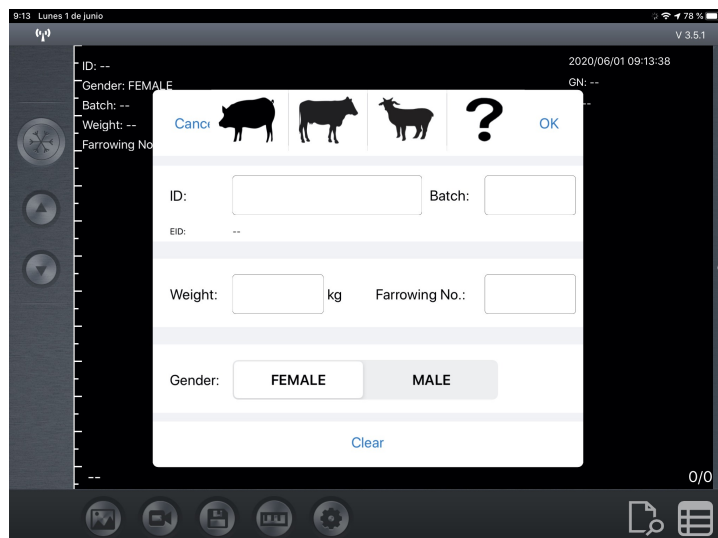 9:13 Lunes 1 de junio
78 %
V 3.5.1
ID: --
2020/06/01 09:13:38
Gender: FEMALE
GN: --
Batch: --
--
Weight: --
Farrowing No
Cance
?
OK
ID:
Batch:
EID: --
Weight:
kg
Farrowing No.:
Gender:
FEMALE
MALE
Clear
--
0/0